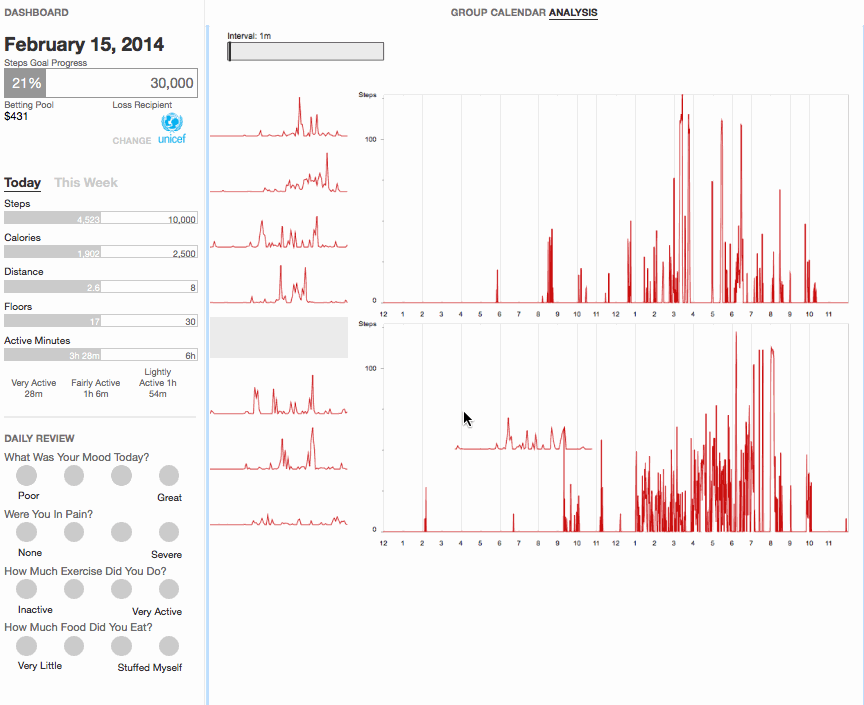 DASHBOARD
GROUP CALENDAR ANALYSIS
February 15, 2014
Steps Goal Progress
21% 30,000
Betting Pool Loss Recipient
$431
CHANGE unicef
Today This Week
Steps
4,523 10,000
Calories
1,902 2,500
Distance
2.6 8
Floors
17 30
Active Minutes
3h 28m 6h
Very Active
28m
Fairly Active
1h 6m
Lightly
Active 1h
54m
DAILY REVIEW
What Was Your Mood Today?
Poor Great
Were You In Pain?
None Severe
How Much Exercise Did You Do?
Inactive Very Active
How Much Food Did You Eat?
Very Little Stuffed Myself
Interval: 1m
Steps
100
0
12 1 2 3 4 5 6 7 8 9 10 11 12 1 2 3 4 5 6 7 8 9 10 11
Steps
100
0
12 1 2 3 4 5 6 7 8 9 10 11 12 1 2 3 4 5 6 7 8 9 10 11